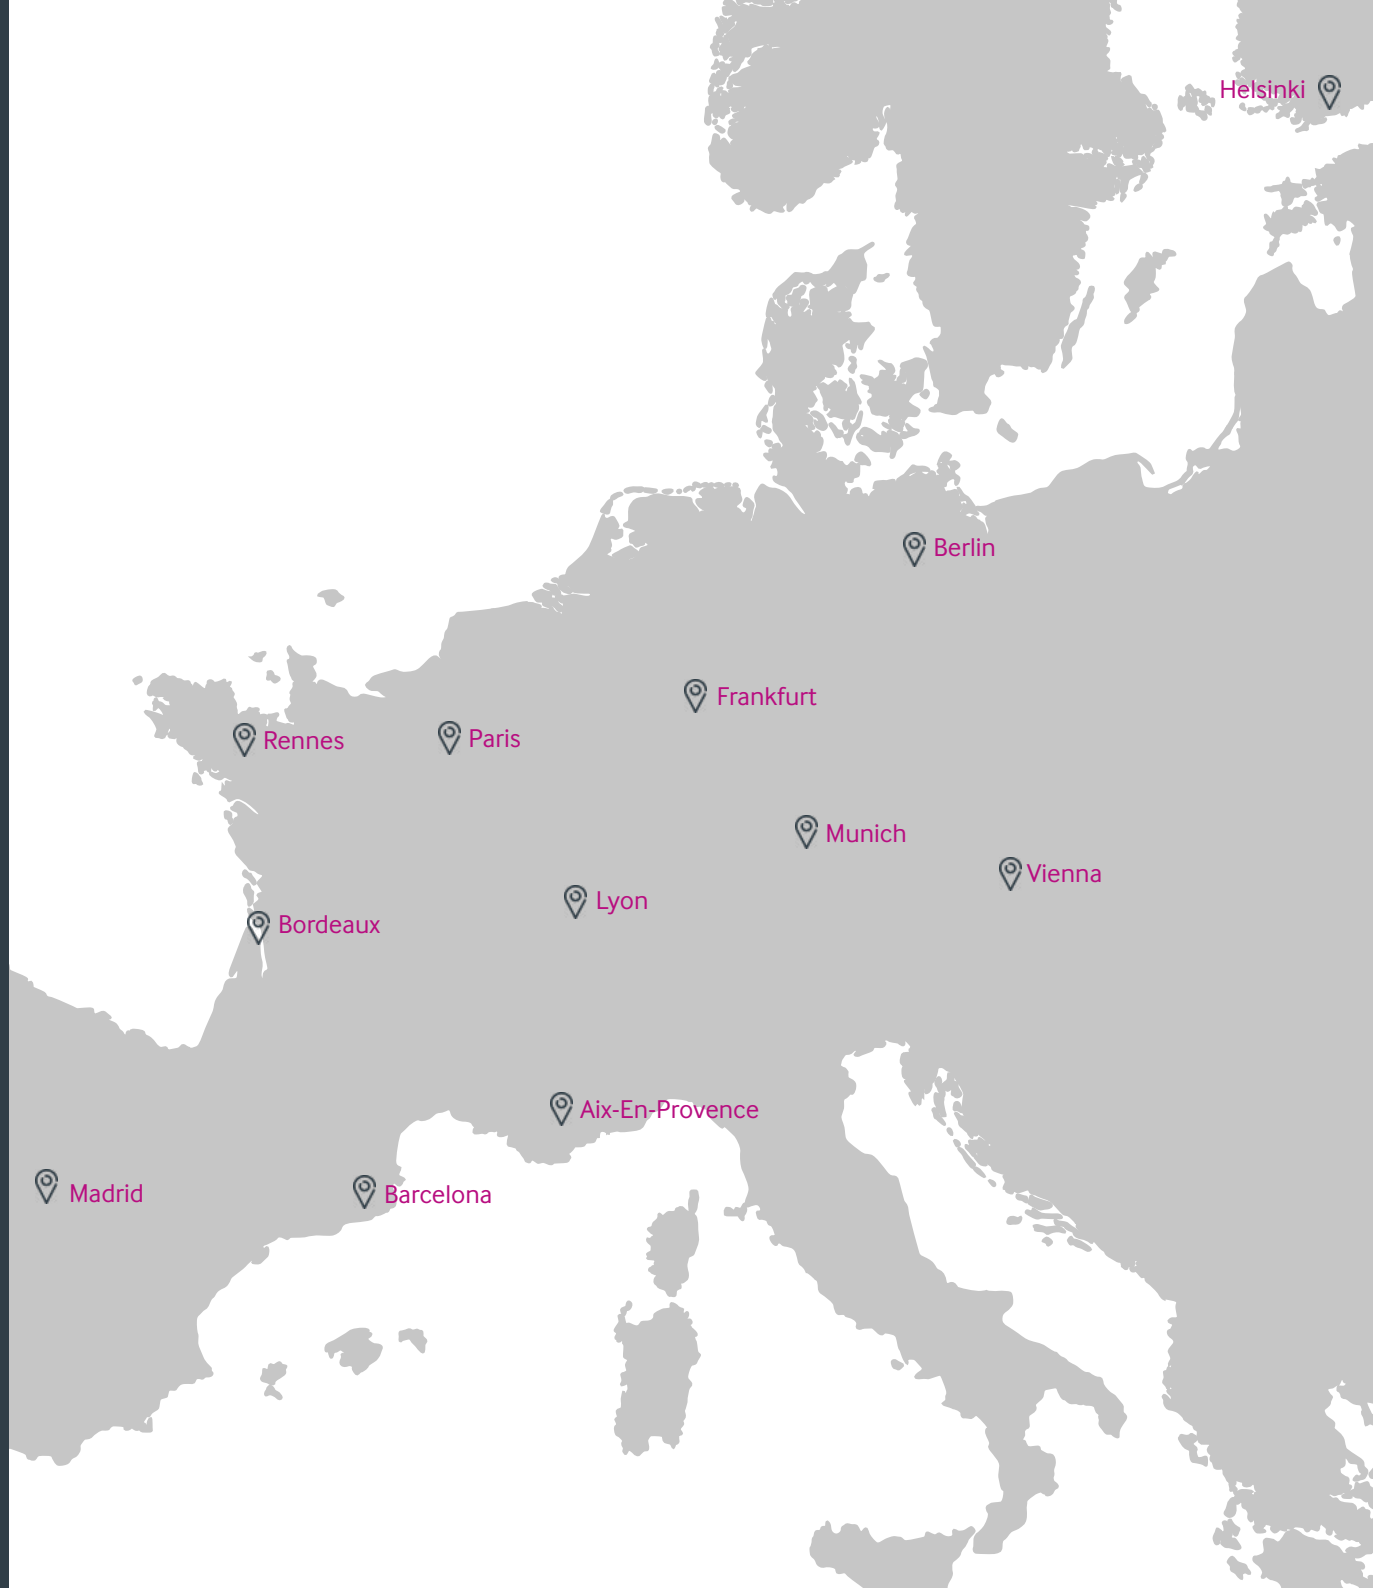 Helsinki
Berlin
Frankfurt
Rennes
Paris
Munich
Vienna
Lyon
Bordeaux
Aix-En-Provence
Madrid
Barcelona